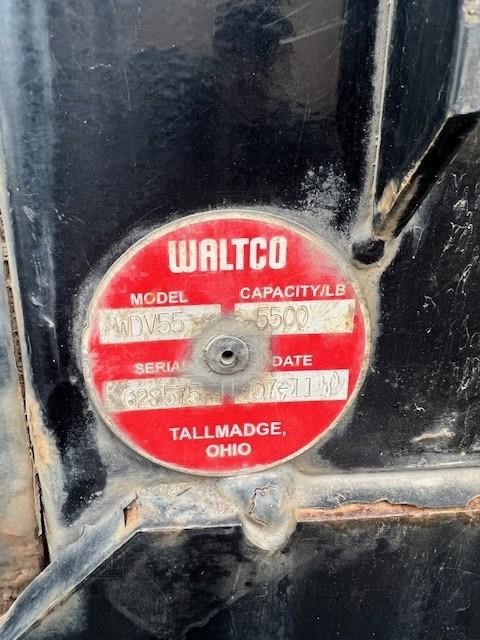 WALTCO
MODEL CAPACITY/LB
WDV55 5500
SERIAL DATE
628575
TALLMADGE,
OHIO